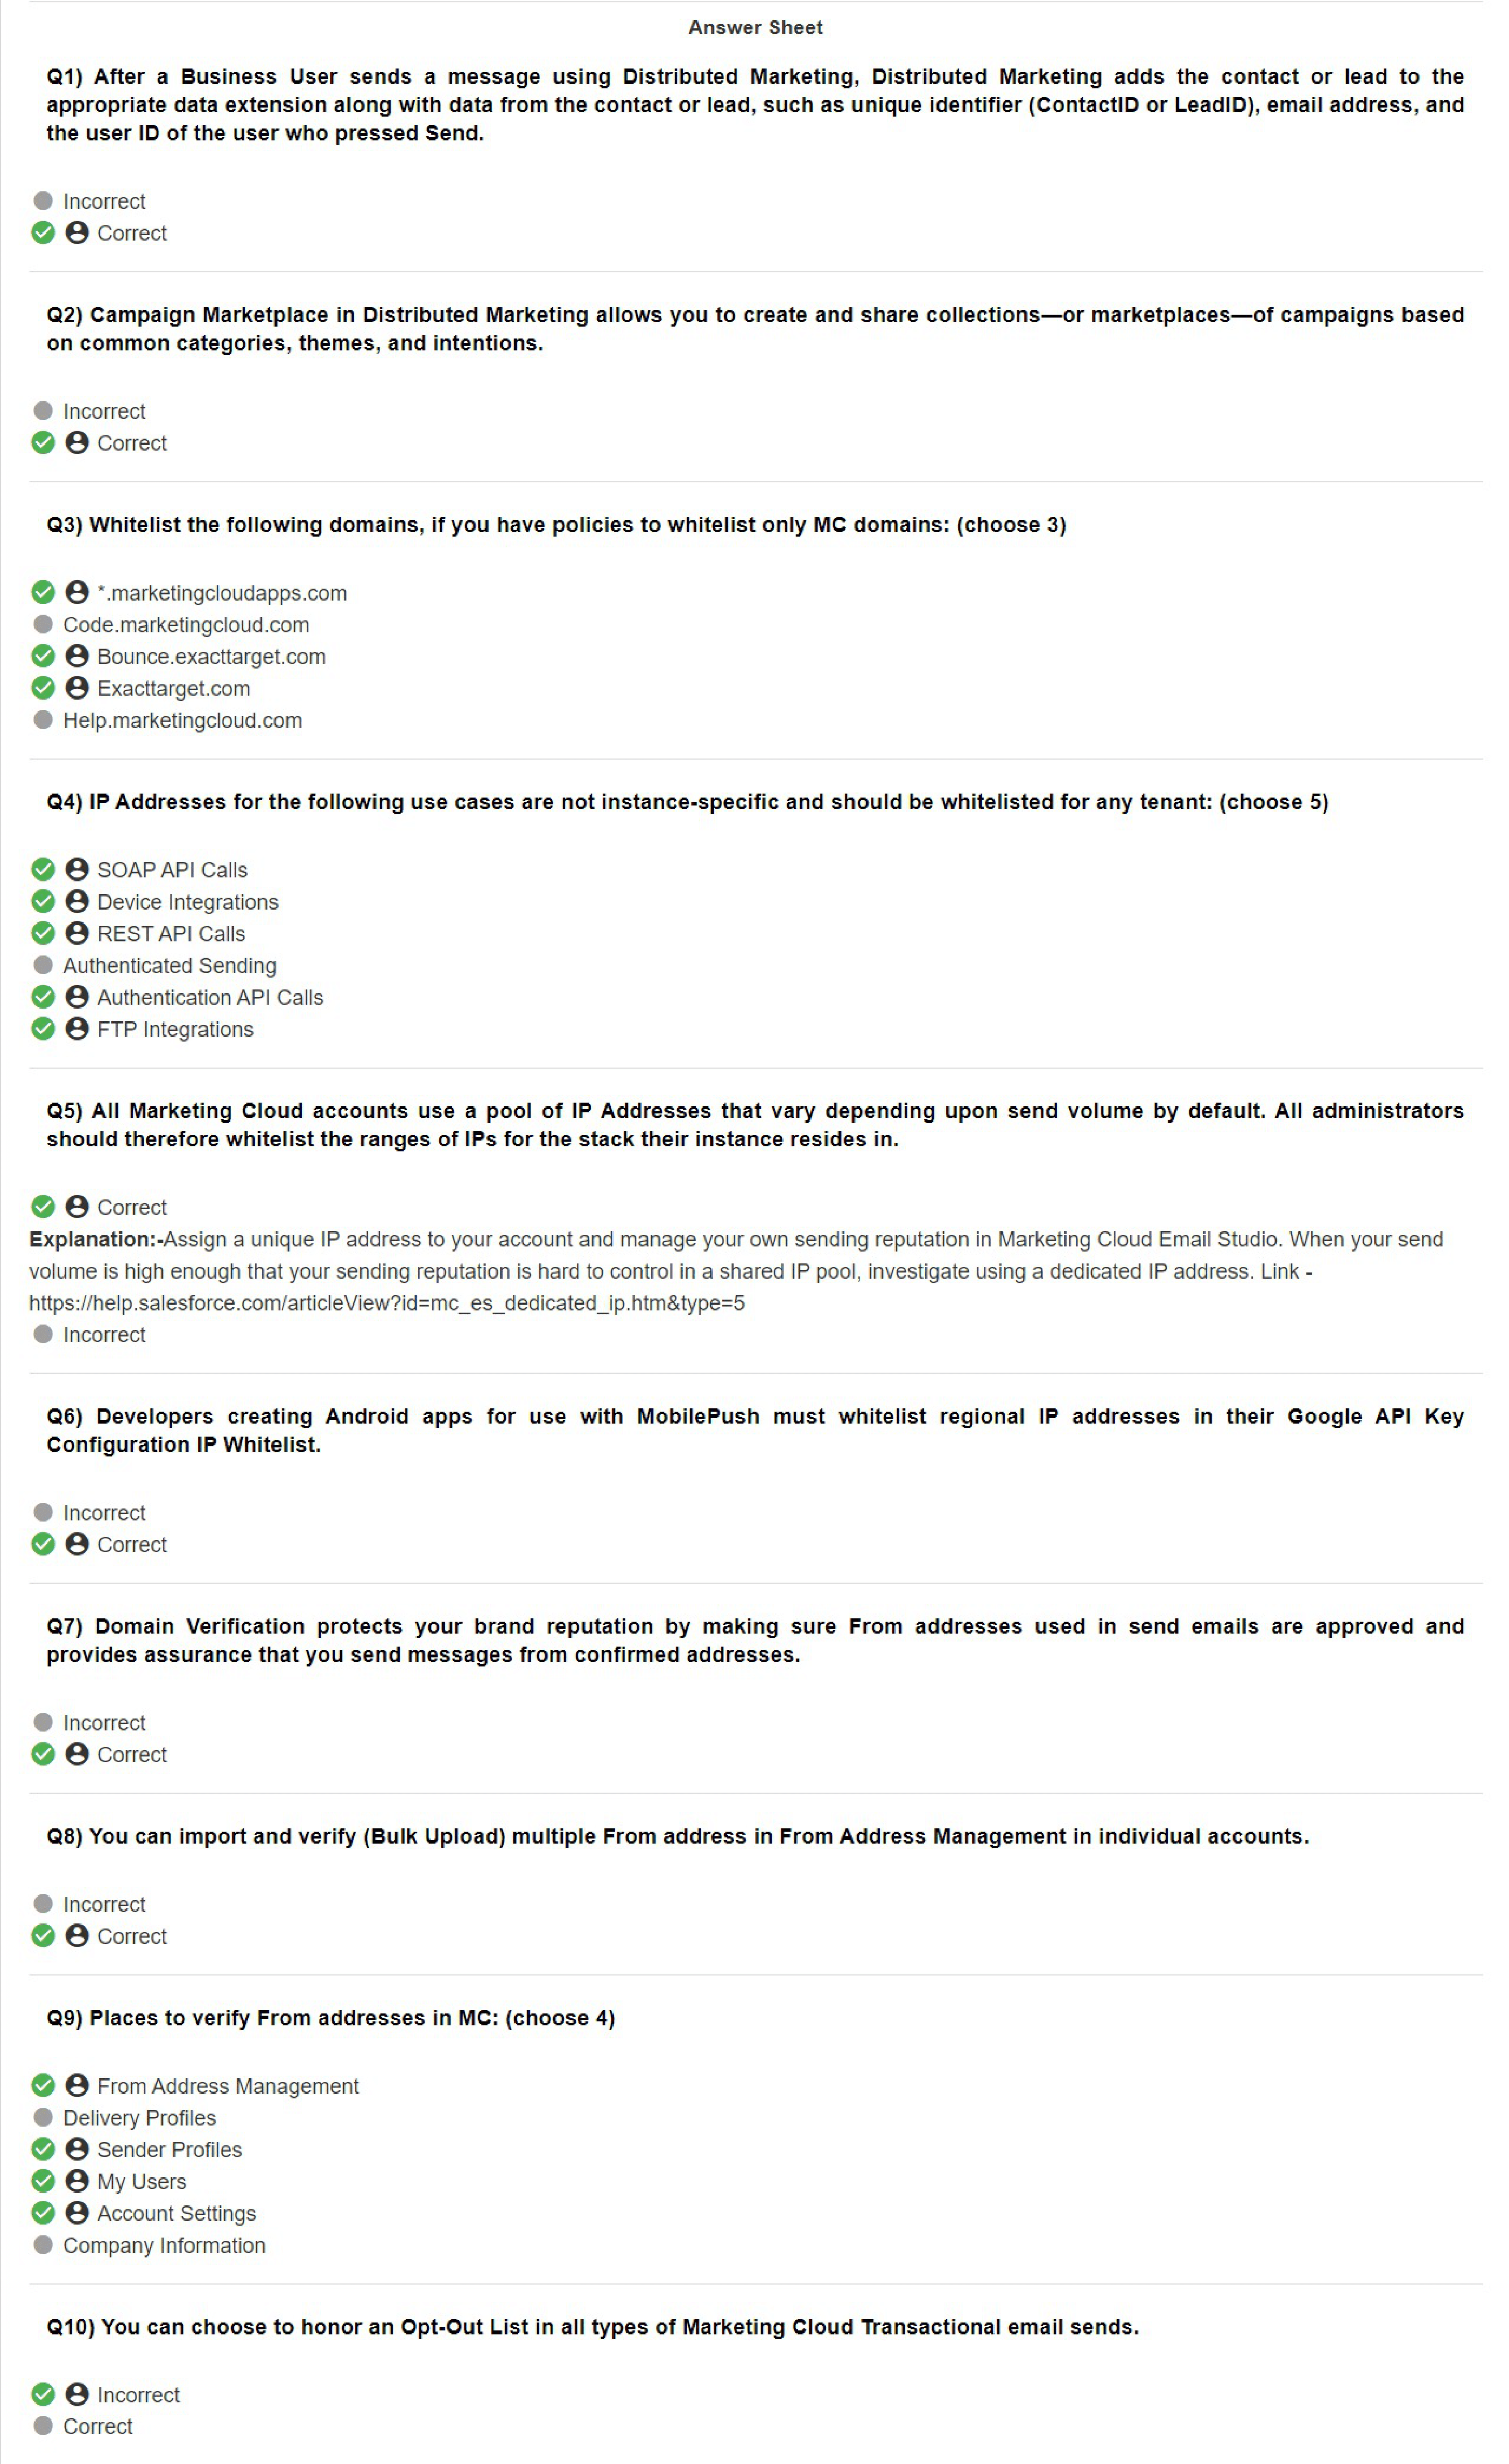 Answer Sheet
Q1) After a Business User sends a message using Distributed Marketing, Distributed Marketing adds the contact or lead to the
appropriate data extension along with data from the contact or lead, such as unique identifier (ContactID or LeadID), email address, and
the user ID of the user who pressed Send.
Incorrect
Correct
Q2) Campaign Marketplace in Distributed Marketing allows you to create and share collections—or marketplaces—of campaigns based
on common categories, themes, and intentions.
Incorrect
Correct
Q3) Whitelist the following domains, if you have policies to whitelist only MC domains: (choose 3)
*.marketingcloudapps.com
Code.marketingcloud.com
Bounce.exacttarget.com
Exacttarget.com
Help.marketingcloud.com
Q4) IP Addresses for the following use cases are not instance-specific and should be whitelisted for any tenant: (choose 5)
SOAP API Calls
Device Integrations
REST API Calls
Authenticated Sending
Authentication API Calls
FTP Integrations
Q5) All Marketing Cloud accounts use a pool of IP Addresses that vary depending upon send volume by default. All administrators
should therefore whitelist the ranges of IPs for the stack their instance resides in.
Correct
Explanation:-Assign a unique IP address to your account and manage your own sending reputation in Marketing Cloud Email Studio. When your send
volume is high enough that your sending reputation is hard to control in a shared IP pool, investigate using a dedicated IP address. Link -
https://help.salesforce.com/articleView?id=mc_es_dedicated_ip.htm&type=5
Incorrect
Q6) Developers creating Android apps for use with MobilePush must whitelist regional IP addresses in their Google API Key
Configuration IP Whitelist.
Incorrect
Correct
Q7) Domain Verification protects your brand reputation by making sure From addresses used in send emails are approved and
provides assurance that you send messages from confirmed addresses.
Incorrect
Correct
Q8) You can import and verify (Bulk Upload) multiple From address in From Address Management in individual accounts.
Incorrect
Correct
Q9) Places to verify From addresses in MC: (choose 4)
From Address Management
Delivery Profiles
Sender Profiles
My Users
Account Settings
Company Information
Q10) You can choose to honor an Opt-Out List in all types of Marketing Cloud Transactional email sends.
Incorrect
Correct